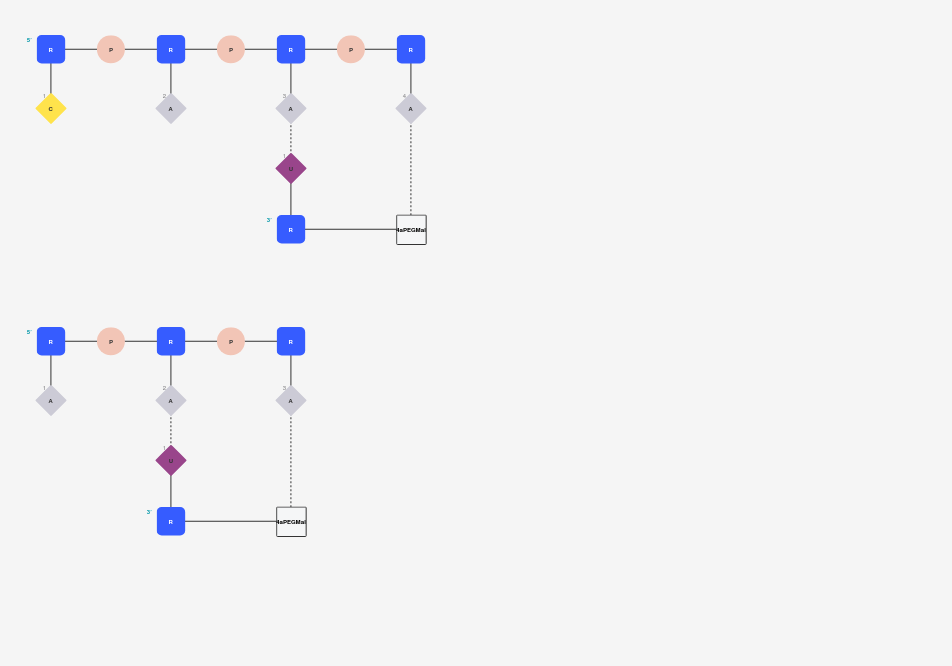 5' R P R P R P R
1 C 2 A 3 A 4 A
1 U
3' R 4aPEGMal
5' R P R P R
1 A 2 A 3 A
1 U
3' R 4aPEGMal